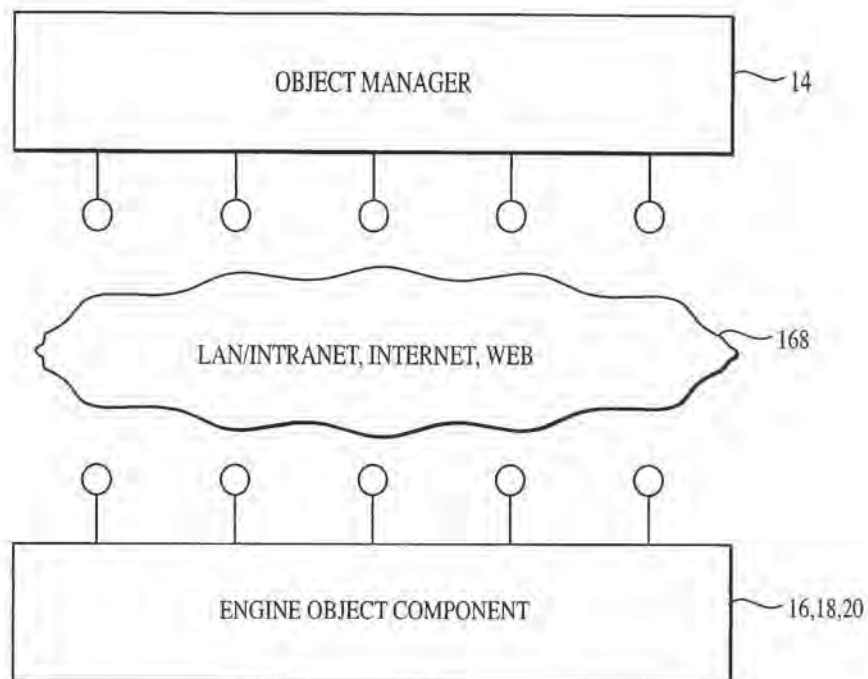 OBJECT MANAGER
14
LAN/INTRANET, INTERNET, WEB
168
ENGINE OBJECT COMPONENT
16,18,20